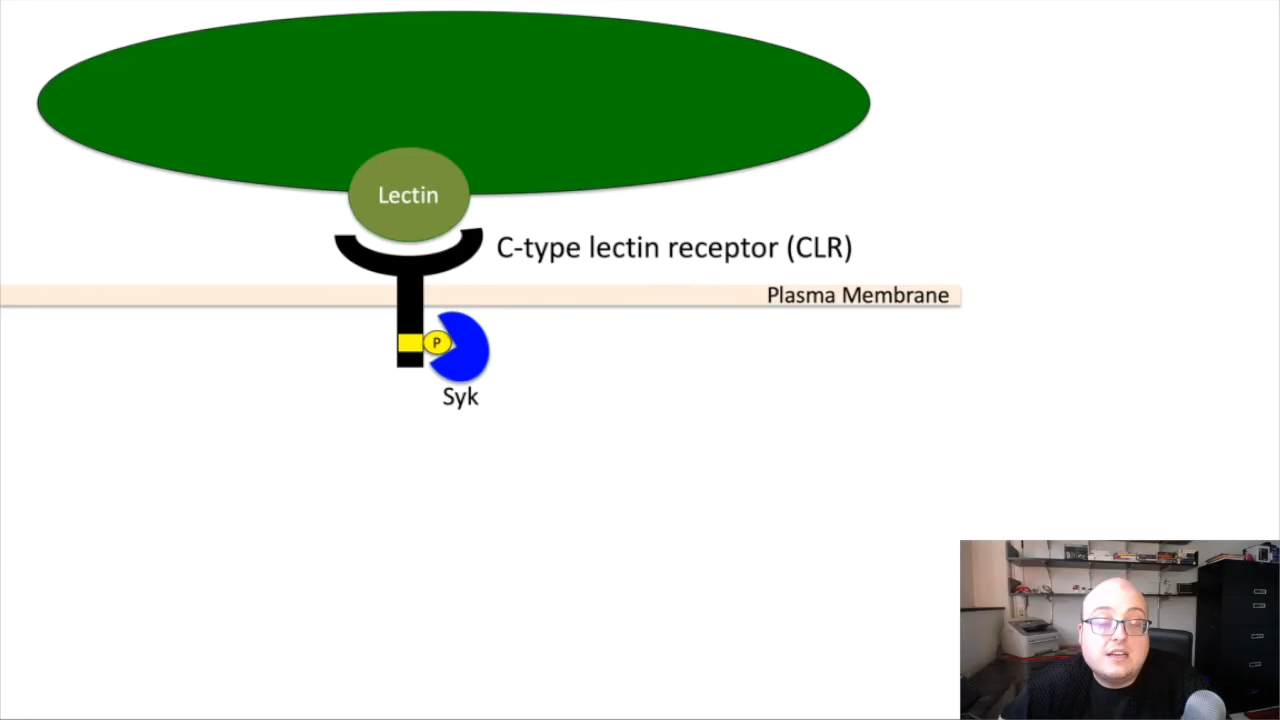 Lectin
C-type lectin receptor (CLR)
Plasma Membrane
P
Syk